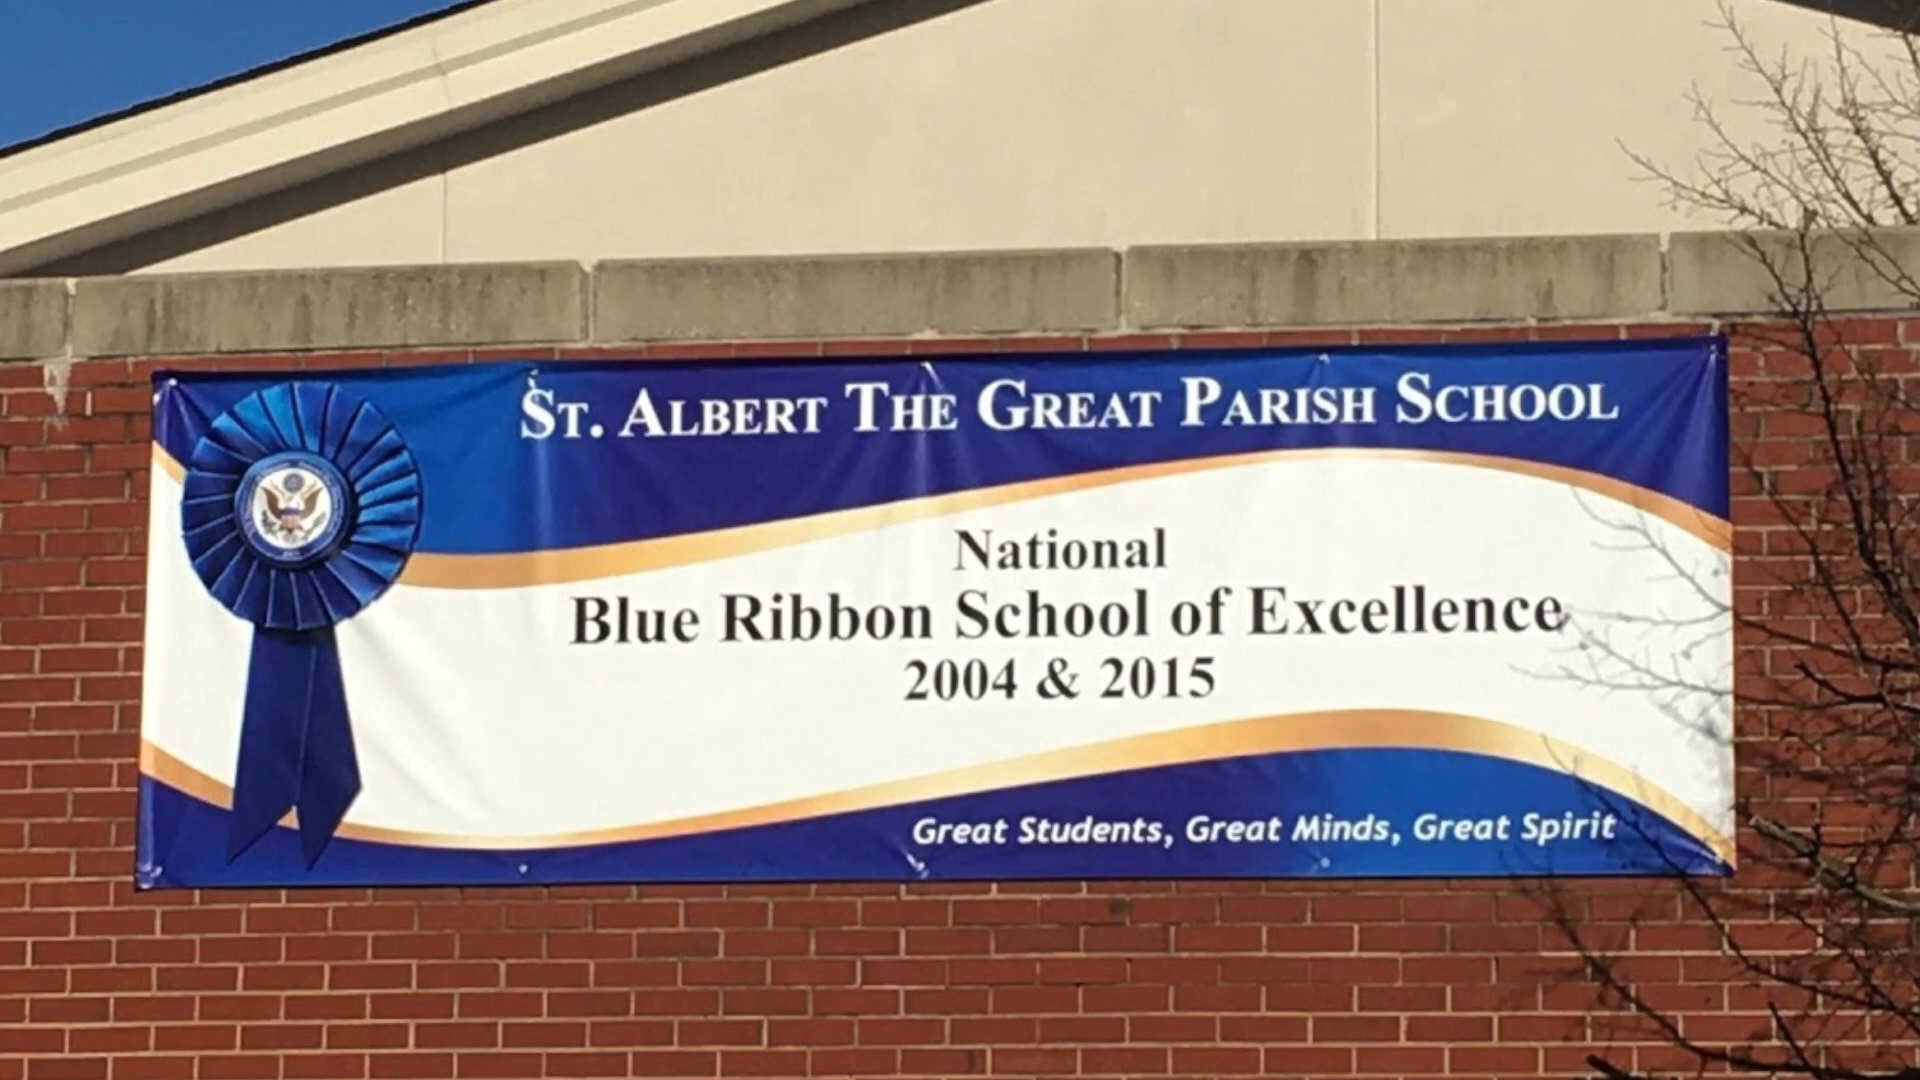 St. Albert The Great Parish School
National
Blue Ribbon School of Excellence
2004 & 2015
Great Students, Great Minds, Great Spirit